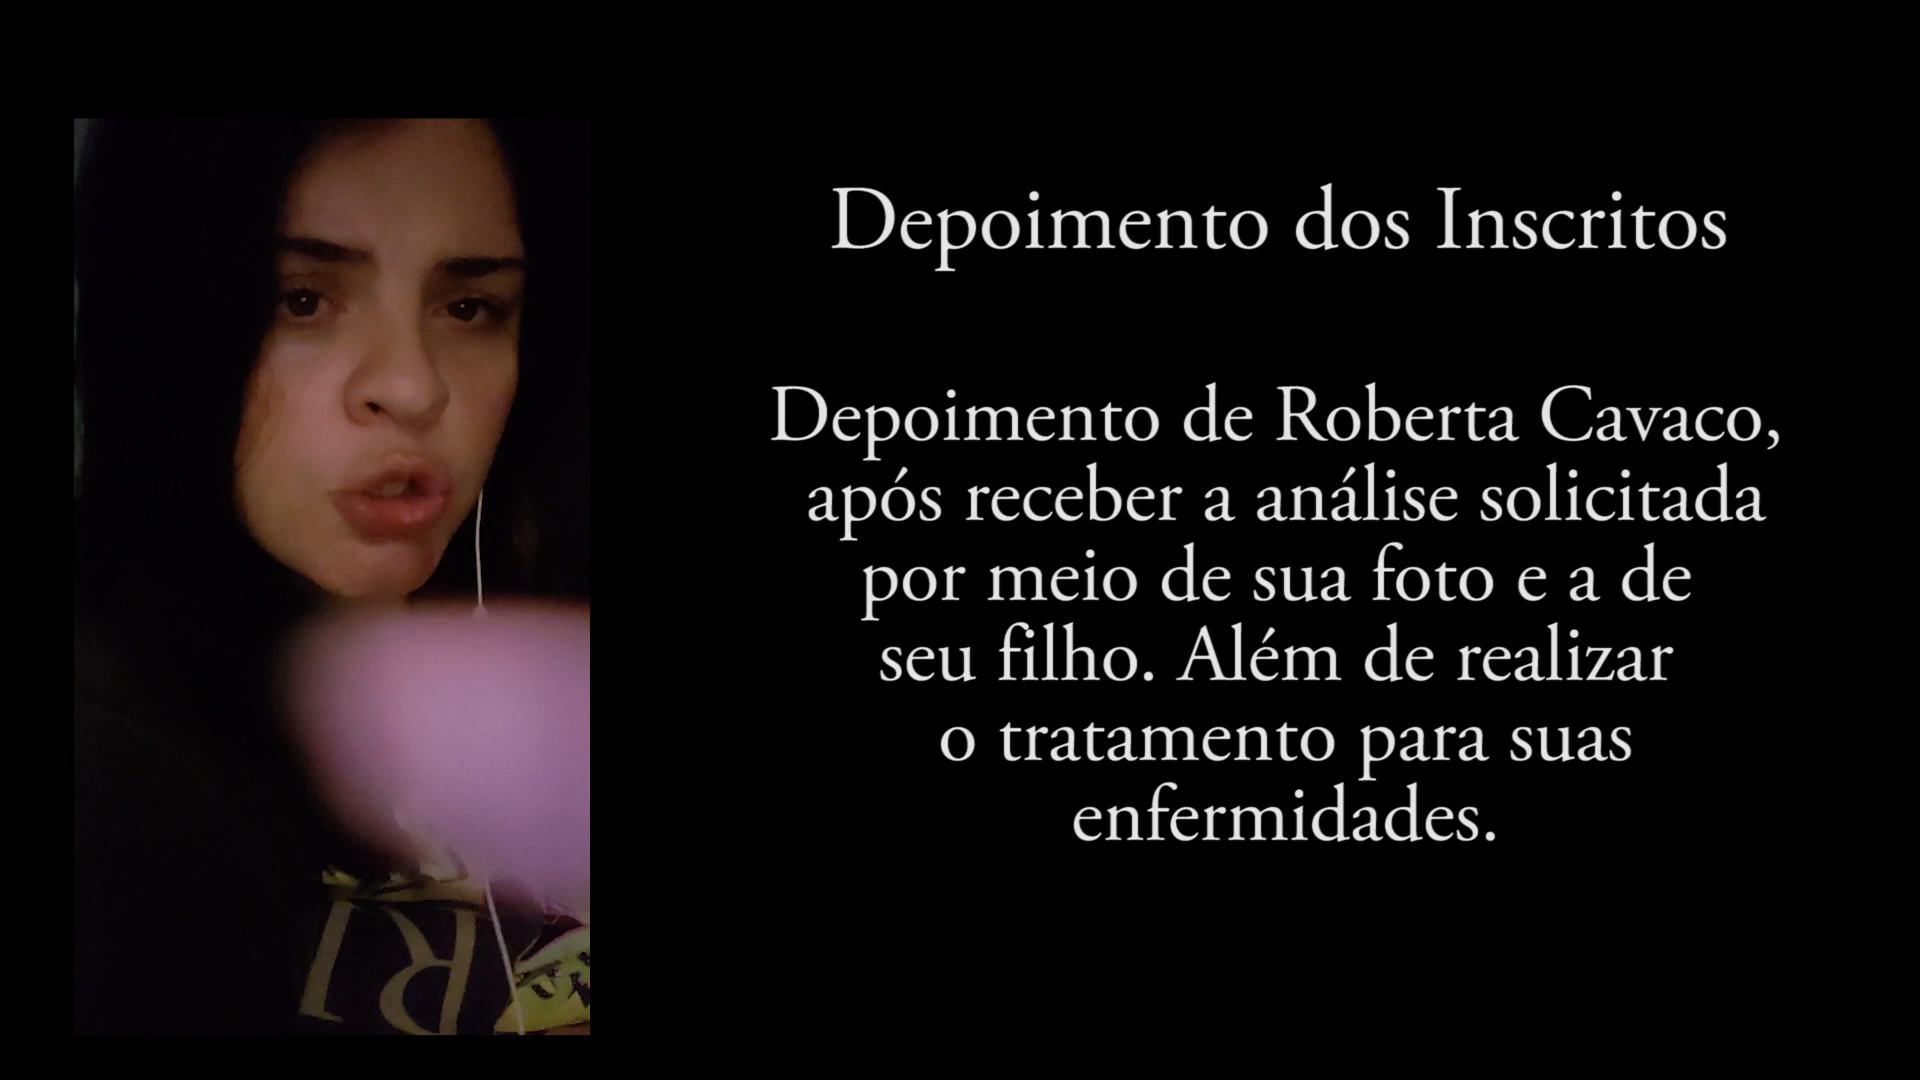 Depoimento dos Inscritos
Depoimento de Roberta Cavaco,
após receber a análise solicitada
por meio de sua foto e a de
seu filho. Além de realizar
o tratamento para suas
enfermidades.